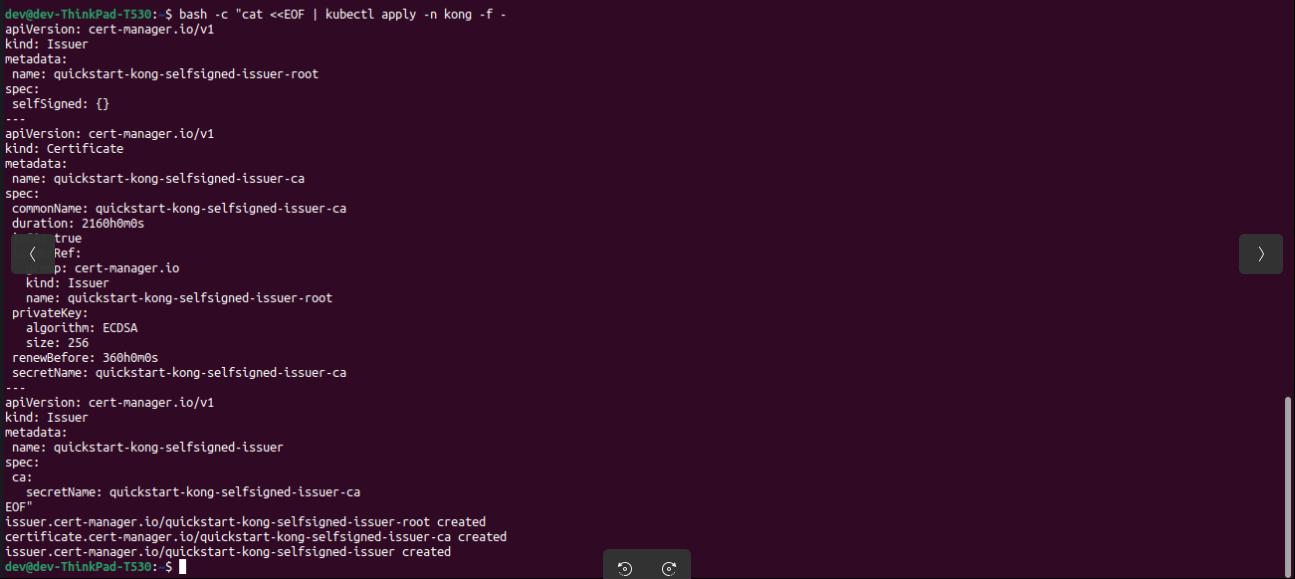 dev@dev-ThinkPad-T530:~$ bash -c "cat <<EOF | kubectl apply -n kong -f -
apiVersion: cert-manager.io/v1
kind: Issuer
metadata:
 name: quickstart-kong-selfsigned-issuer-root
spec:
 selfSigned: {}
---
apiVersion: cert-manager.io/v1
kind: Certificate
metadata:
 name: quickstart-kong-selfsigned-issuer-ca
spec:
 commonName: quickstart-kong-selfsigned-issuer-ca
 duration: 2160h0m0s
true
Ref:
p: cert-manager.io
   kind: Issuer
   name: quickstart-kong-selfsigned-issuer-root
 privateKey:
   algorithm: ECDSA
   size: 256
 renewBefore: 360h0m0s
 secretName: quickstart-kong-selfsigned-issuer-ca
---
apiVersion: cert-manager.io/v1
kind: Issuer
metadata:
 name: quickstart-kong-selfsigned-issuer
spec:
 ca:
   secretName: quickstart-kong-selfsigned-issuer-ca
EOF"
issuer.cert-manager.io/quickstart-kong-selfsigned-issuer-root created
certificate.cert-manager.io/quickstart-kong-selfsigned-issuer-ca created
issuer.cert-manager.io/quickstart-kong-selfsigned-issuer created
dev@dev-ThinkPad-T530:~$